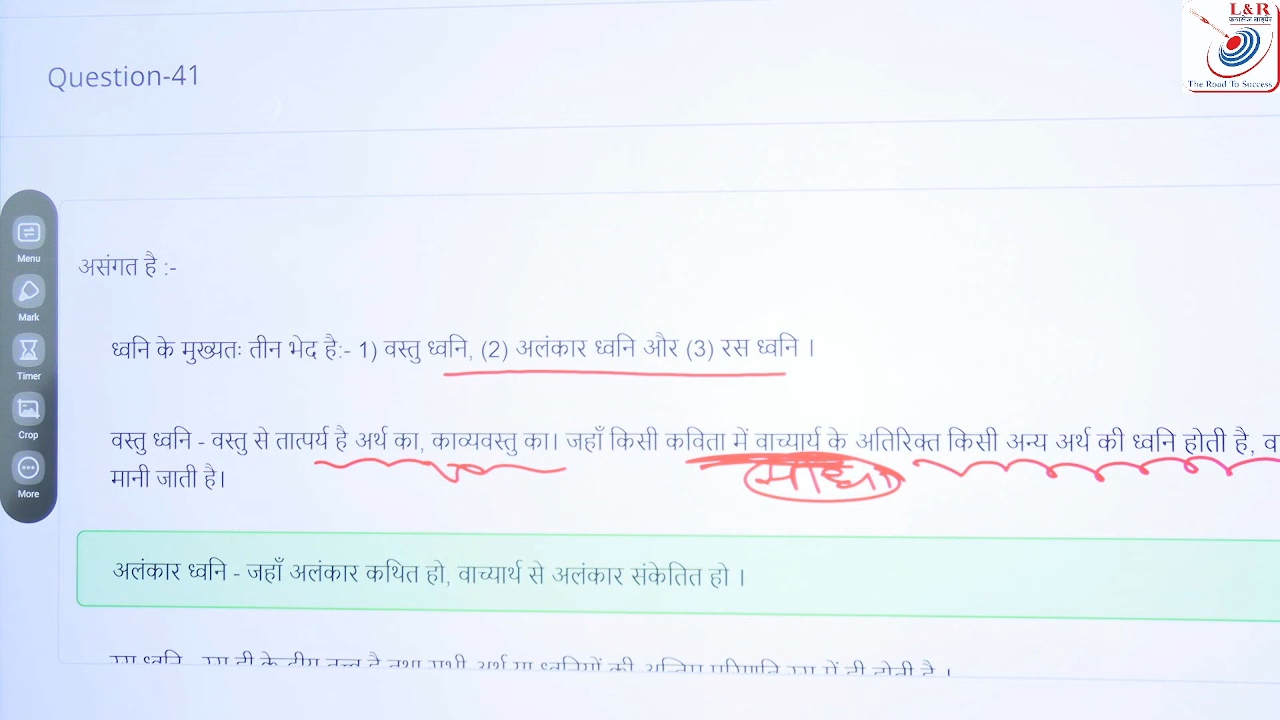 L&R
The Road To Success
Question-41
Menu
Mark
Timer
Crop
More
असंगत है :-
ध्वनि के मुख्यतः तीन भेद है:- 1) वस्तु ध्वनि, (2) अलंकार ध्वनि और (3) रस ध्वनि ।
वस्तु ध्वनि - वस्तु से तात्पर्य है अर्थ का, काव्यवस्तु का। जहाँ किसी कविता में वाच्यार्य के अतिरिक्त किसी अन्य अर्थ की ध्वनि होती है,
मानी जाती है।
अलंकार ध्वनि - जहाँ अलंकार कथित हो, वाच्यार्थ से अलंकार संकेतित हो ।